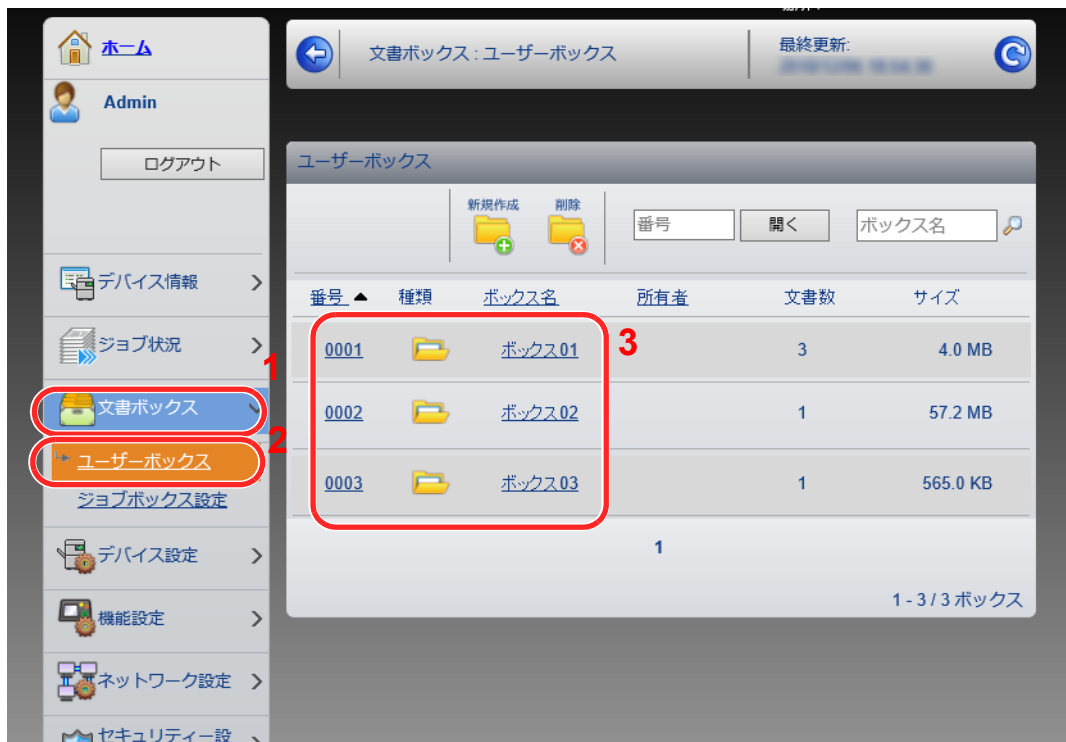 ホーム
Admin
ログアウト
デバイス情報
ジョブ状況
1
文書ボックス
2
ユーザーボックス
ジョブボックス設定
デバイス設定
機能設定
ネットワーク設定
セキュリティー設
文書ボックス : ユーザーボックス
最終更新:
ユーザーボックス
新規作成 削除
番号 開く ボックス名
番号 ▲ 種類 ボックス名 所有者 文書数 サイズ
3
0001 ボックス01 3 4.0 MB
0002 ボックス02 1 57.2 MB
0003 ボックス03 1 565.0 KB
1
1 - 3 / 3 ボックス